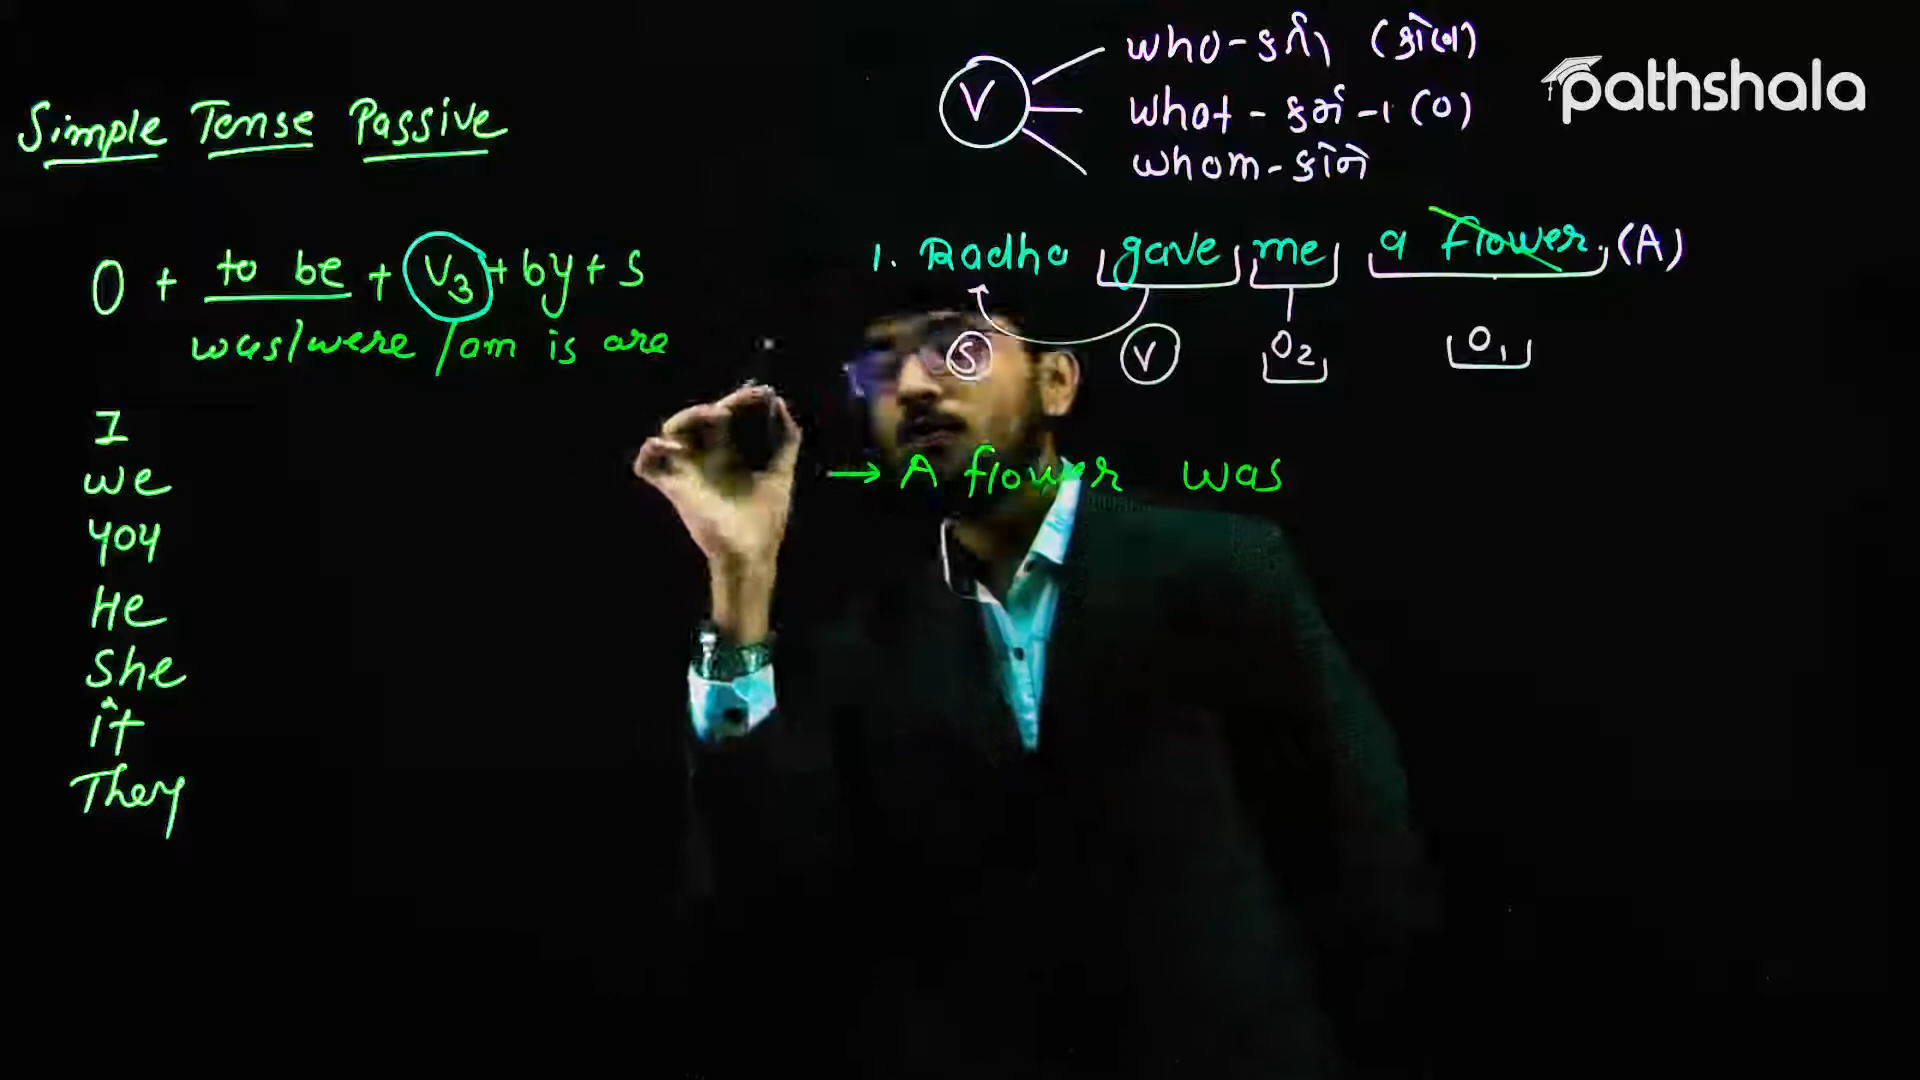 Simple Tense Passive
O + to be + V3 + by + S
was/were / am is are
I
we
you
He
She
it
They
V
who - કર્તા (કોણ)
what - કર્મ - 1 (O)
whom - કોને
pathshala
1. Radha gave me a flower. (A)
S V O2 O1
→ A flower was